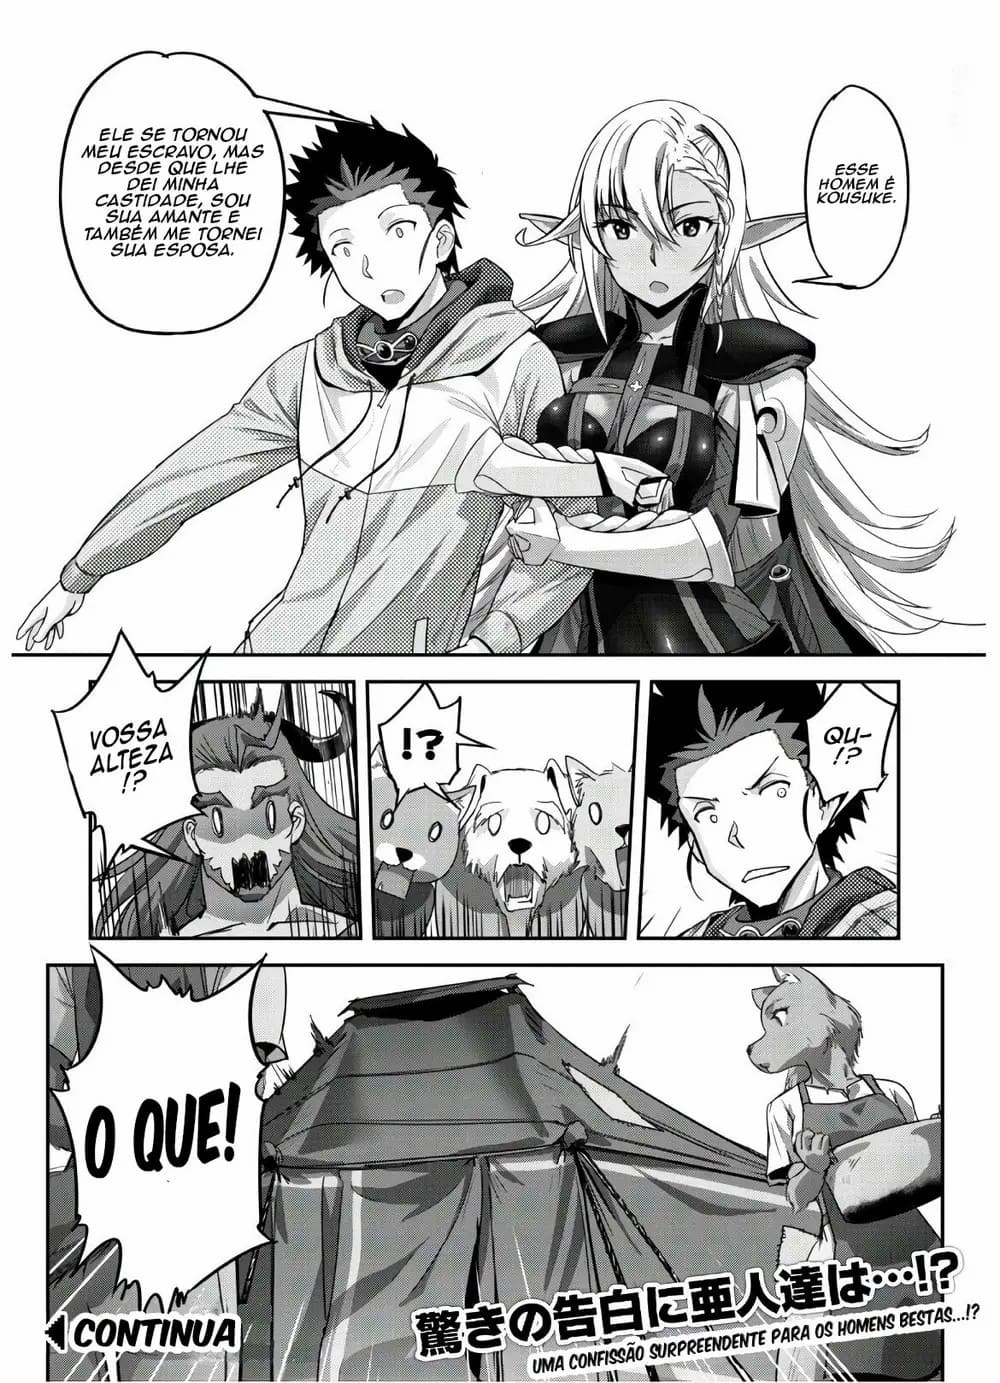 ESSE
HOMEM É
KOUSUKE.
ELE SE TORNOU
MEU ESCRAVO, MAS
DESDE QUE LHE
DEI MINHA
CASTIDADE, SOU
SUA AMANTE E
TAMBÉM ME TORNEI
SUA ESPOSA.
QU-
!?
!?
VOSSA
ALTEZA
!?
O QUE!
驚きの告白に亜人達は…!?
UMA CONFISSÃO SURPREENDENTE PARA OS HOMENS BESTAS...!?
CONTINUA